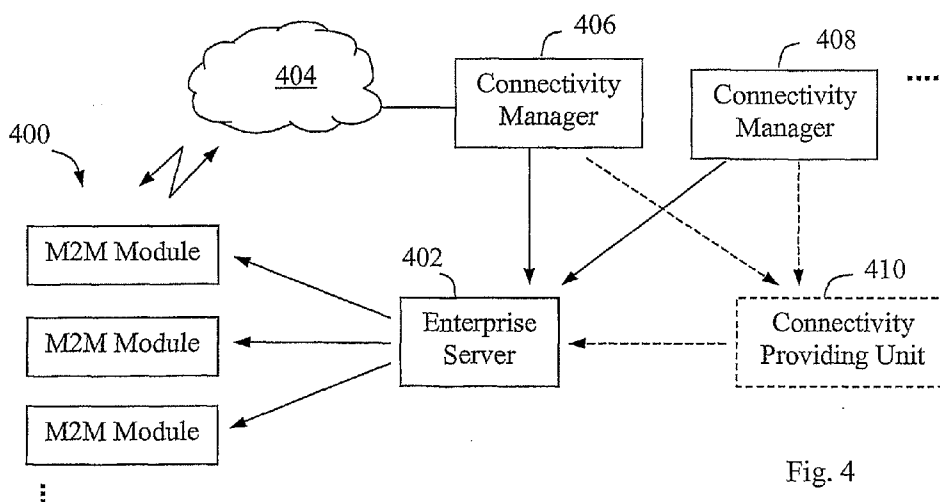 406
408
404
Connectivity
Manager
Connectivity
Manager
400
M2M Module
402
410
M2M Module
Enterprise
Server
Connectivity
Providing Unit
M2M Module
Fig. 4